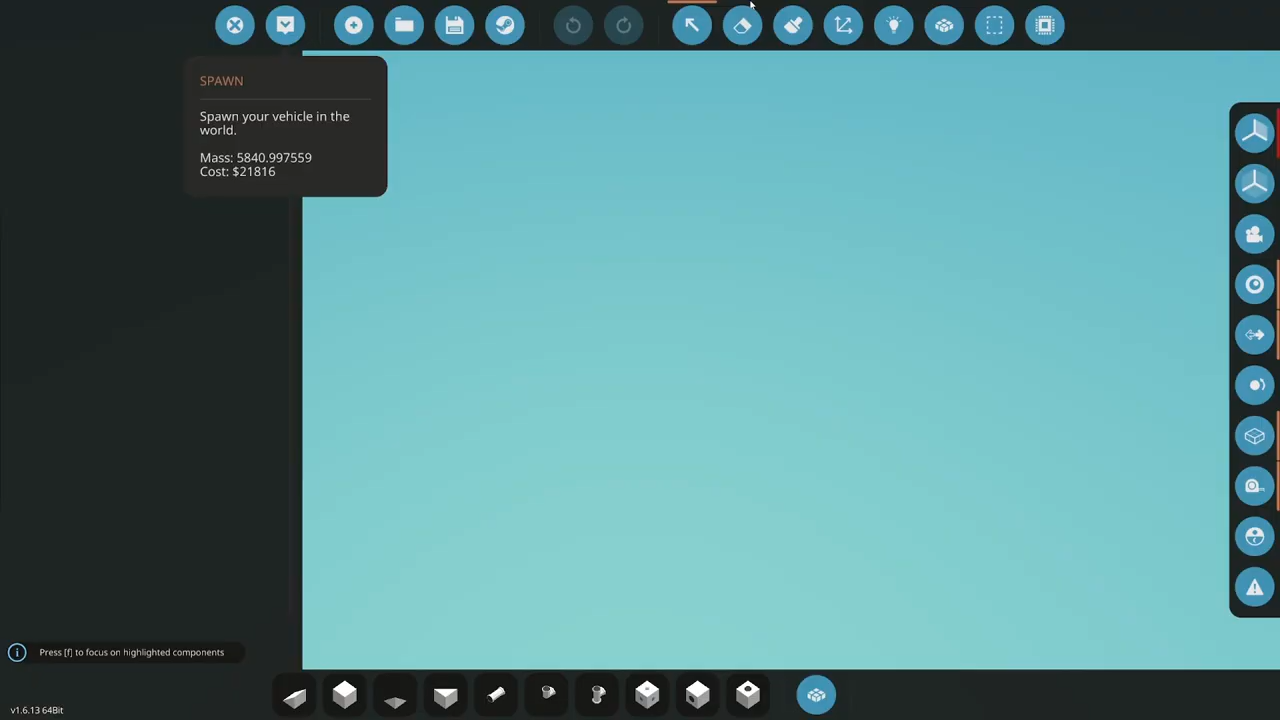 SPAWN
Spawn your vehicle in the
world.
Mass: 5840.997559
Cost: $21816
Press [f] to focus on highlighted components
v1.6.13 64Bit